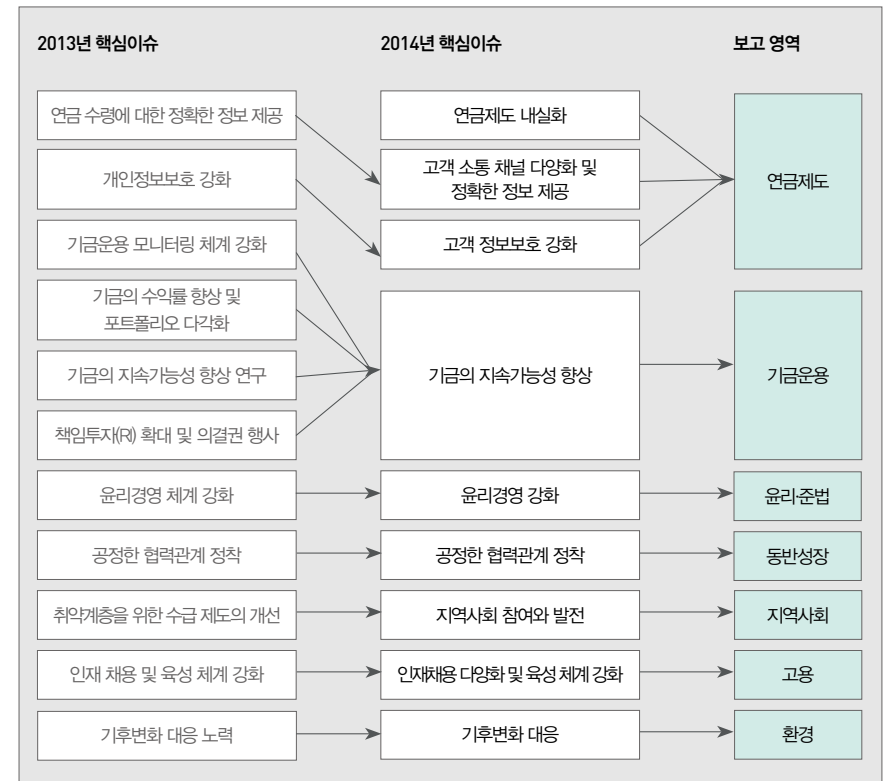 2013년 핵심이슈
2014년 핵심이슈
보고 영역
연금 수령에 대한 정확한 정보 제공
연금제도 내실화
연금제도
개인정보보호 강화
고객 소통 채널 다양화 및
정확한 정보 제공
기금운용 모니터링 체계 강화
고객 정보보호 강화
기금의 수익률 향상 및
포트폴리오 다각화
기금의 지속가능성 향상
기금운용
기금의 지속가능성 향상 연구
책임투자(RI) 확대 및 의결권 행사
윤리경영 체계 강화
윤리경영 강화
윤리·준법
공정한 협력관계 정착
공정한 협력관계 정착
동반성장
취약계층을 위한 수급 제도의 개선
지역사회 참여와 발전
지역사회
인재 채용 및 육성 체계 강화
인재채용 다양화 및 육성 체계 강화
고용
기후변화 대응 노력
기후변화 대응
환경